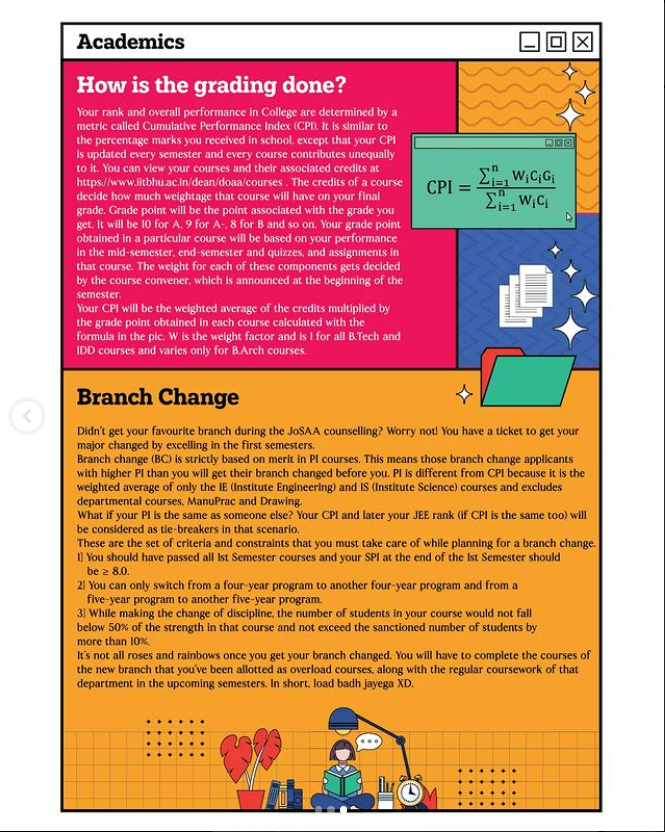 Academics
How is the grading done?
Your rank and overall performance in College are determined by a
metric called Cumulative Performance Index (CPI). It is similar to
the percentage marks you received in school, except that your CPI
is updated every semester and every course contributes unequally
to it. You can view your courses and their associated credits at
https://www.iitbhu.ac.in/dean/doaa/courses . The credits of a course
decide how much weightage that course will have on your final
grade. Grade point will be the point associated with the grade you
get. It will be 10 for A, 9 for A-, 8 for B and so on. Your grade point
obtained in a particular course will be based on your performance
in the mid-semester, end-semester and quizzes, and assignments in
that course. The weight for each of these components gets decided
by the course convener, which is announced at the beginning of the
semester.
Your CPI will be the weighted average of the credits multiplied by
the grade point obtained in each course calculated with the
formula in the pic. W is the weight factor and is 1 for all B.Tech and
IDD courses and varies only for B.Arch courses.
CPI = ∑ⁿᵢ₌₁ WᵢCᵢGᵢ / ∑ⁿᵢ₌₁ WᵢCᵢ
Branch Change
Didn't get your favourite branch during the JoSAA counselling? Worry not! You have a ticket to get your
major changed by excelling in the first semesters.
Branch change (BC) is strictly based on merit in PI courses. This means those branch change applicants
with higher PI than you will get their branch changed before you. PI is different from CPI because it is the
weighted average of only the IE (Institute Engineering) and IS (Institute Science) courses and excludes
departmental courses, ManuPrac and Drawing.
What if your PI is the same as someone else? Your CPI and later your JEE rank (if CPI is the same too) will
be considered as tie-breakers in that scenario.
These are the set of criteria and constraints that you must take care of while planning for a branch change.
1] You should have passed all 1st Semester courses and your SPI at the end of the 1st Semester should
be ≥ 8.0.
2] You can only switch from a four-year program to another four-year program and from a
five-year program to another five-year program.
3] While making the change of discipline, the number of students in your course would not fall
below 50% of the strength in that course and not exceed the sanctioned number of students by
more than 10%.
It's not all roses and rainbows once you get your branch changed. You will have to complete the courses of
the new branch that you've been allotted as overload courses, along with the regular coursework of that
department in the upcoming semesters. In short, load badh jayega XD.